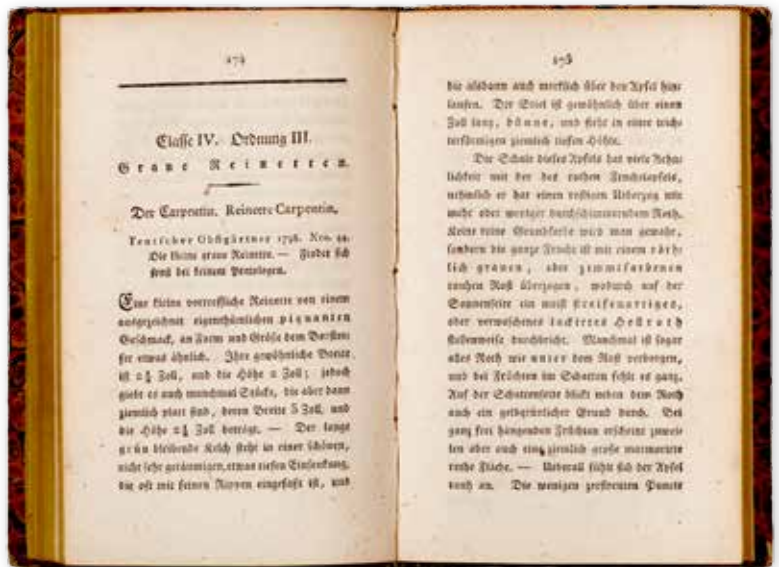 174
Classe IV. Ordnung III.
Graue Reinetten.
Der Carpentin. Reinette Carpentin.
Teutscher Obstgärtner 1798. Nro. 44.
Die kleine graue Reinette. — Findet sich
sonst bei keinem Pomologen.
Eine kleine vortreffliche Reinette von einem
ausgezeichnet eigenthümlichen piquanten
Geschmack, an Form und Größe dem Borstor-
fer etwas ähnlich. Ihre gewöhnliche Breite
ist 2¼ Zoll, und die Höhe 2 Zoll; jedoch
giebt es auch manchmal Stücke, die aber dann
ziemlich platt sind, deren Breite 3 Zoll, und
die Höhe 2¼ Zoll beträgt. — Der lange
grün bleibende Kelch steht in einer schönen,
nicht sehr geräumigen, etwas tiefen Einsenkung,
die oft mit feinen Rippen eingefaßt ist, und
175
die alsdann auch merklich über den Apfel hin-
laufen. Der Stiel ist gewöhnlich über einen
Zoll lang, dünne, und steht in einer trich-
terförmigen ziemlich tiefen Höhle.
Die Schale dieses Apfels hat viele Aehn-
lichkeit mit der des rothen Fenchelapfels,
nehmlich er hat einen rostigen Ueberzug mit
mehr oder weniger durchschimmerndem Roth.
Keine reine Grundfarbe wird man gewahr,
sondern die ganze Frucht ist mit einem röth-
lich grauen, oder zimmtfarbenen
rauhen Rost überzogen, wodurch auf der
Sonnenseite ein meist streifenartiges,
oder verwaschenes lackirtes Hellroth
stellenweise durchbricht. Manchmal ist sogar
alles Roth wie unter dem Rost verborgen,
und bei Früchten im Schatten fehlt es ganz.
Auf der Schattenseite blickt neben dem Roth
auch ein gelbgrünlicher Grund durch. Bei
ganz frei hängenden Früchten erscheint zuwei-
len aber auch eine ziemlich große marmorirte
rothe Fläche. — Ueberall fühlt sich der Apfel
rauh an. Die wenigen zerstreuten Puncte